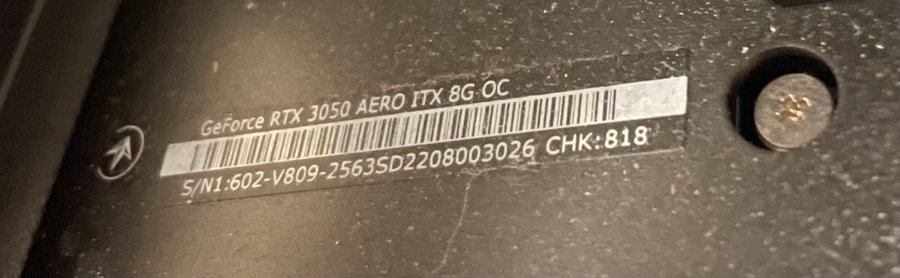 GeForce RTX 3050 AERO ITX 8G OC
S/N1:602-V809-2563SD2208003026 CHK:818